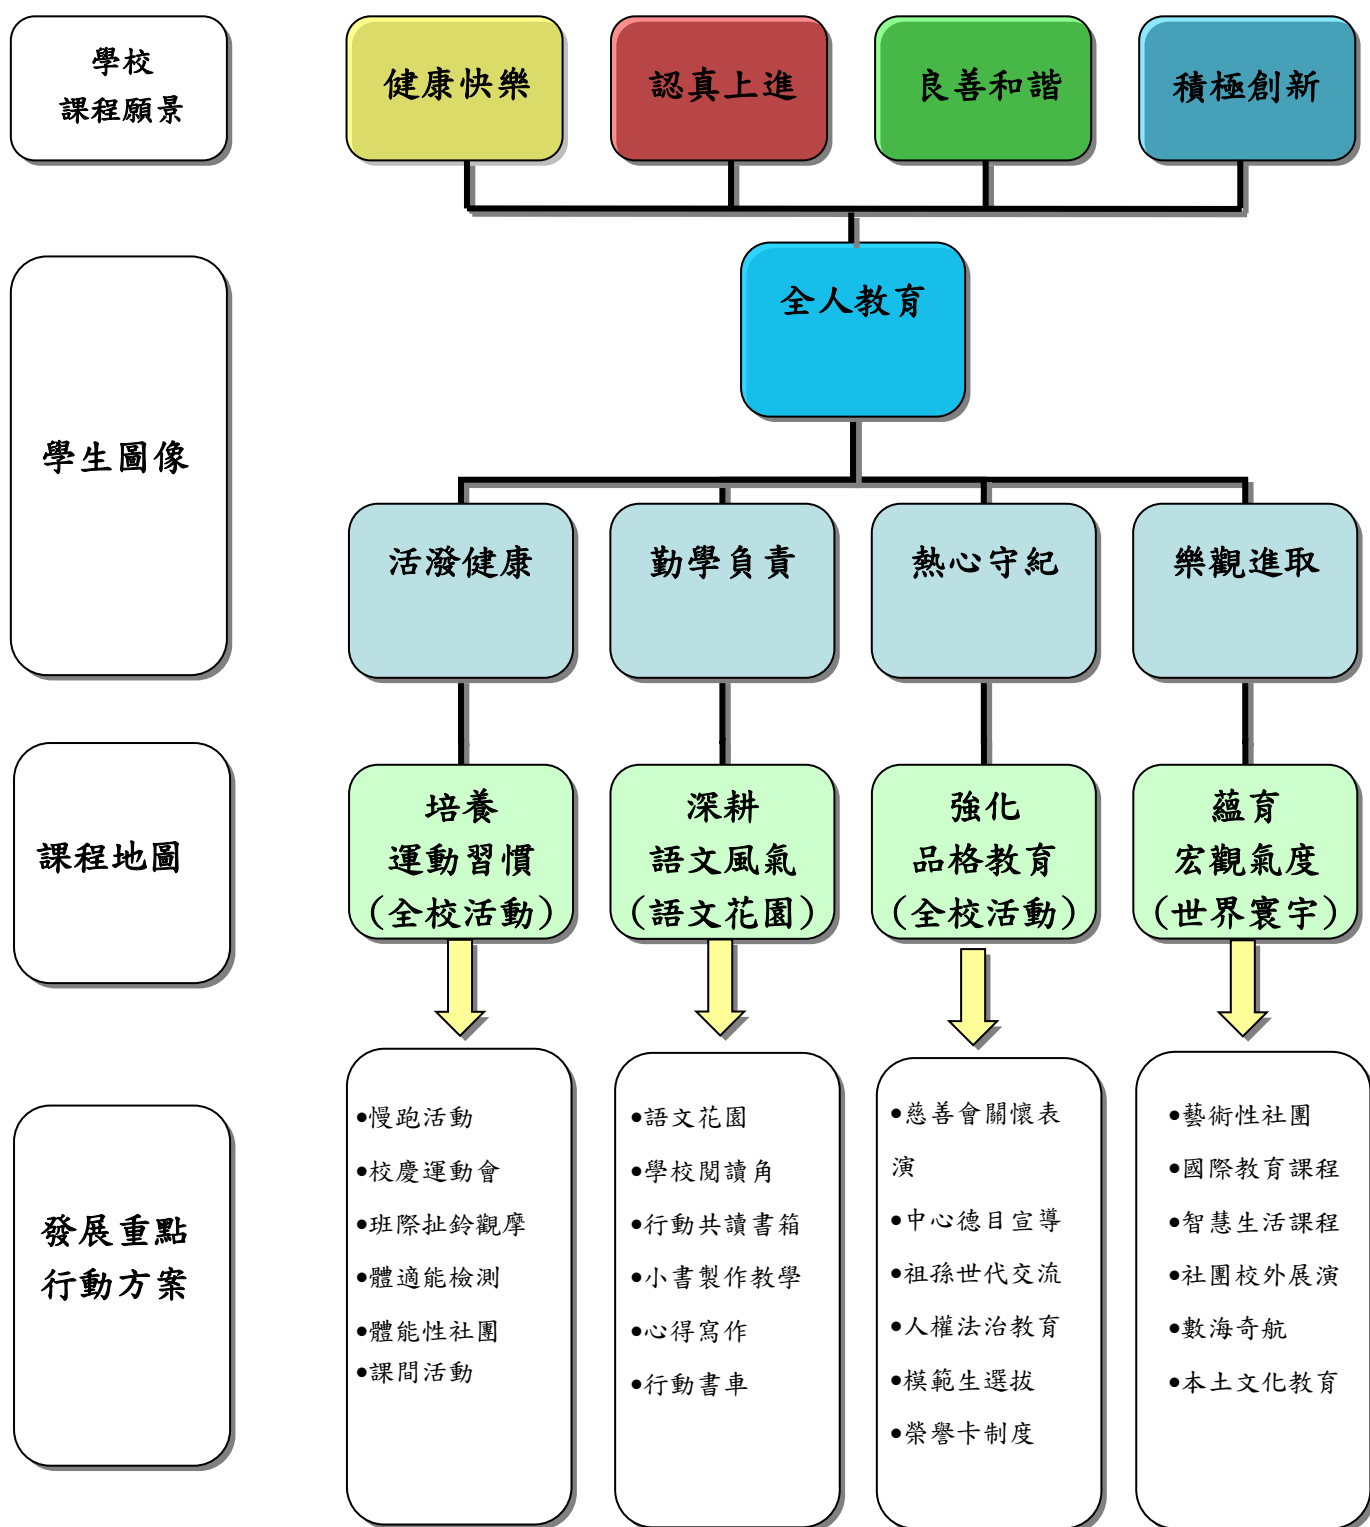 學校
課程願景
健康快樂
認真上進
良善和諧
積極創新
全人教育
學生圖像
活潑健康
勤學負責
熱心守紀
樂觀進取
課程地圖
培養
運動習慣
(全校活動)
深耕
語文風氣
(語文花園)
強化
品格教育
(全校活動)
蘊育
宏觀氣度
(世界寰宇)
發展重點
行動方案
•慢跑活動
•校慶運動會
•班際扯鈴觀摩
•體適能檢測
•體能性社團
•課間活動
•語文花園
•學校閱讀角
•行動共讀書箱
•小書製作教學
•心得寫作
•行動書車
•慈善會關懷表
演
•中心德目宣導
•祖孫世代交流
•人權法治教育
•模範生選拔
•榮譽卡制度
•藝術性社團
•國際教育課程
•智慧生活課程
•社團校外展演
•數海奇航
•本土文化教育